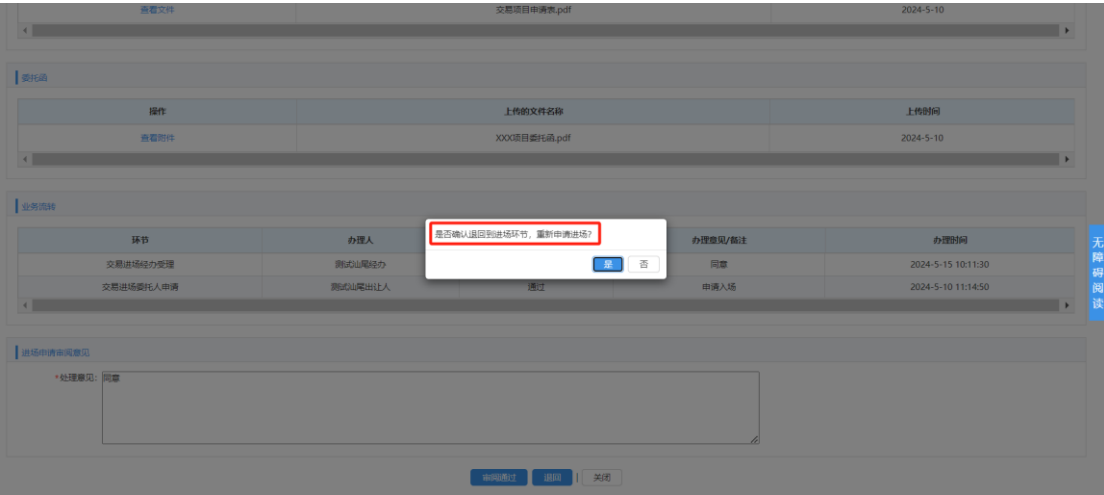 查看文件 交易项目申请表.pdf 2024-5-10
委托函
操作 上传的文件名称 上传时间
查看附件 XXX项目委托函.pdf 2024-5-10
业务流转
环节 办理人 办理意见/备注 办理时间
交易进场经办受理 测试汕尾经办 同意 2024-5-15 10:11:30
交易进场委托人申请 测试汕尾出让人 通过 申请入场 2024-5-10 11:14:50
是否确认退回到进场环节，重新申请进场?
是 否
无障碍阅读
进场申请审阅意见
*处理意见: 同意
审阅通过 退回 | 关闭